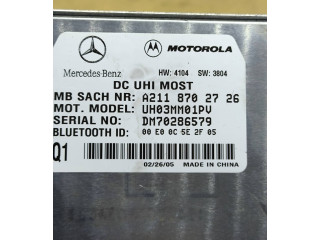 Mercedes-Benz
MOTOROLA
HW: 4104 SW: 3804
DC UHI MOST
MB SACH NR: A211 870 27 26
MOT. MODEL: UH03MM01PV
SERIAL NO: DM70286579
BLUETOOTH ID: 00 E0 0C 5E 2F 05
Q1
02/26/05 MADE IN CHINA